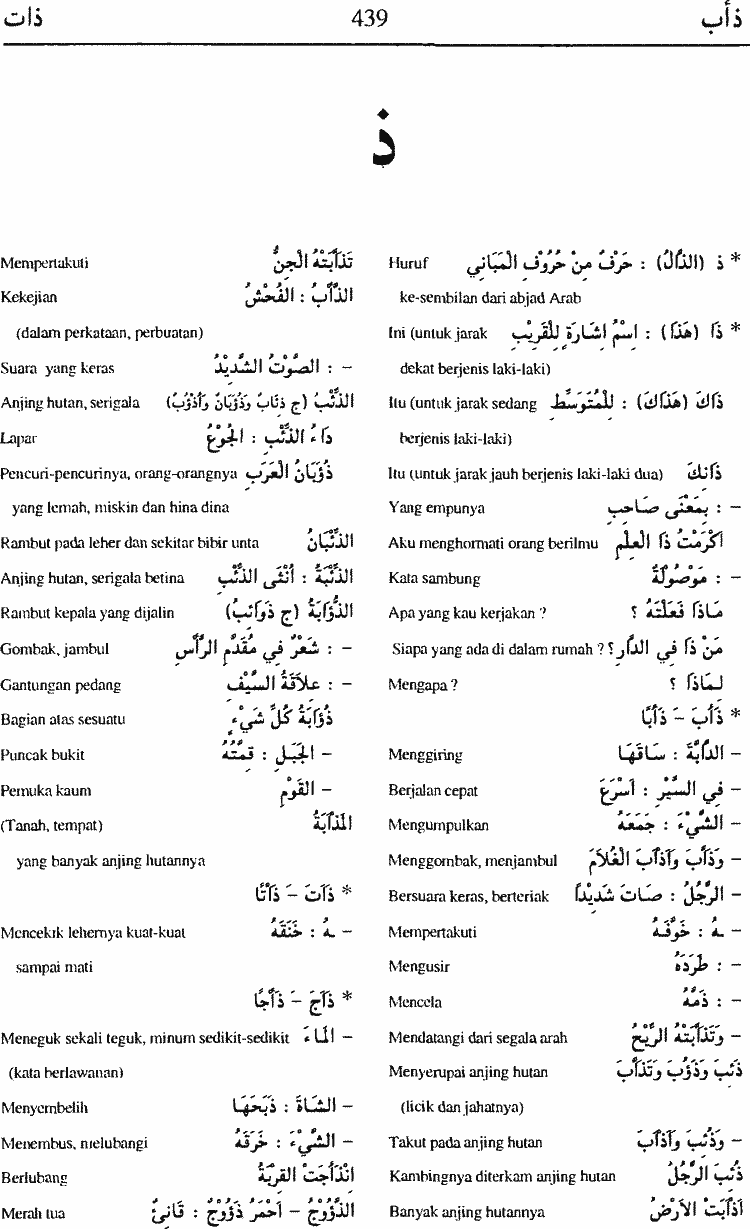 ذأب 439 ذات
ذ
* ذ (الذَّالُ) : حَرْفٌ مِنْ حُرُوْفِ الْمَبَانِي Huruf
ke-sembilan dari abjad Arab
* ذَا (هٰذَا) : اِسْمُ اِشَارَةٍ لِلْقَرِيْبِ Ini (untuk jarak
dekat berjenis laki-laki)
ذَاكَ (هٰذَاكَ) : لِلْمُتَوَسِّطِ Itu (untuk jarak sedang
berjenis laki-laki)
ذَانِكَ Itu (untuk jarak jauh berjenis laki-laki dua)
- : بِمَعْنَى صَاحِبِ Yang empunya
اَكْرَمْتُ ذَا الْعِلْمِ Aku menghormati orang berilmu
- : مَوْصُوْلَةٌ Kata sambung
مَاذَا فَعَلْتَهُ ؟ Apa yang kau kerjakan ?
مَنْ ذَا فِي الدَّارِ؟ Siapa yang ada di dalam rumah ?
لِمَاذَا ؟ Mengapa ?
* ذَأَبَ - ذَأْبًا
- الدَّابَّةَ : سَاقَهَا Menggiring
- فِي السَّيْرِ : اَسْرَعَ Berjalan cepat
- الشَّيْءَ : جَمَعَهُ Mengumpulkan
- وَذَأَّبَ وَأَذْأَبَ الْغُلاَمَ Menggombak, menjambul
- الرَّجُلُ : صَاتَ شَدِيْدًا Bersuara keras, berteriak
- ـهُ : خَوَّفَهُ Mempertakuti
- : طَرَدَهُ Mengusir
- : ذَمَّهُ Mencela
- وَتَذَأَّبَتْهُ الرِّيْحُ Mendatangi dari segala arah
ذَئِبَ وَذَؤُبَ وَتَذَأَّبَ Menyerupai anjing hutan
(licik dan jahatnya)
- وَذُئِبَ وَأَذْأَبَ Takut pada anjing hutan
ذُئِبَ الرَّجُلُ Kambingnya diterkam anjing hutan
اَذْأَبَتْ الْأَرْضُ Banyak anjing hutannya
تَذَأَّبَتْهُ الْجِنُّ Mempertakuti
الذَّأْبُ : الْفُحْشُ Kekejian
(dalam perkataan, perbuatan)
- : الصَّوْتُ الشَّدِيْدُ Suara yang keras
الذِّئْبُ (ج ذِئَابٌ وَذُؤْبَانٌ وَأَذْؤُبٌ) Anjing hutan, serigala
دَاءُ الذِّئْبِ : الْجُوْعُ Lapar
ذُؤْبَانُ الْعَرَبِ Pencuri-pencurinya, orang-orangnya
yang lemah, miskin dan hina dina
الذِّئْبَانُ Rambut pada leher dan sekitar bibir unta
الذِّئْبَةُ : أُنْثَى الذِّئْبِ Anjing hutan, serigala betina
الذُّؤَابَةُ (ج ذَوَائِبُ) Rambut kepala yang dijalin
- : شَعْرٌ فِي مُقَدَّمِ الرَّأْسِ Gombak, jambul
- : عِلاَقَةُ السَّيْفِ Gantungan pedang
ذُؤَابَةُ كُلِّ شَيْءٍ Bagian atas sesuatu
- الْجَبَلِ : قِمَّتُهُ Puncak bukit
- الْقَوْمِ Pemuka kaum
الْمَذْأَبَةُ (Tanah, tempat)
yang banyak anjing hutannya
* ذَأَتَ - ذَأْتًا
- ـهُ : خَنَقَهُ Mencekik lehernya kuat-kuat
sampai mati
* ذَأَجَ - ذَأْجًا
- الْمَاءَ Meneguk sekali teguk, minum sedikit-sedikit
(kata berlawanan)
- الشَّاةَ : ذَبَحَهَا Menyembelih
- الشَّيْءَ : خَرَقَهُ Menembus, melubangi
انْذَأَجَتْ الْقِرْبَةُ Berlubang
الذَّؤُوْجُ - اَحْمَرُ ذَؤُوْجٌ : قَانِئٌ Merah tua